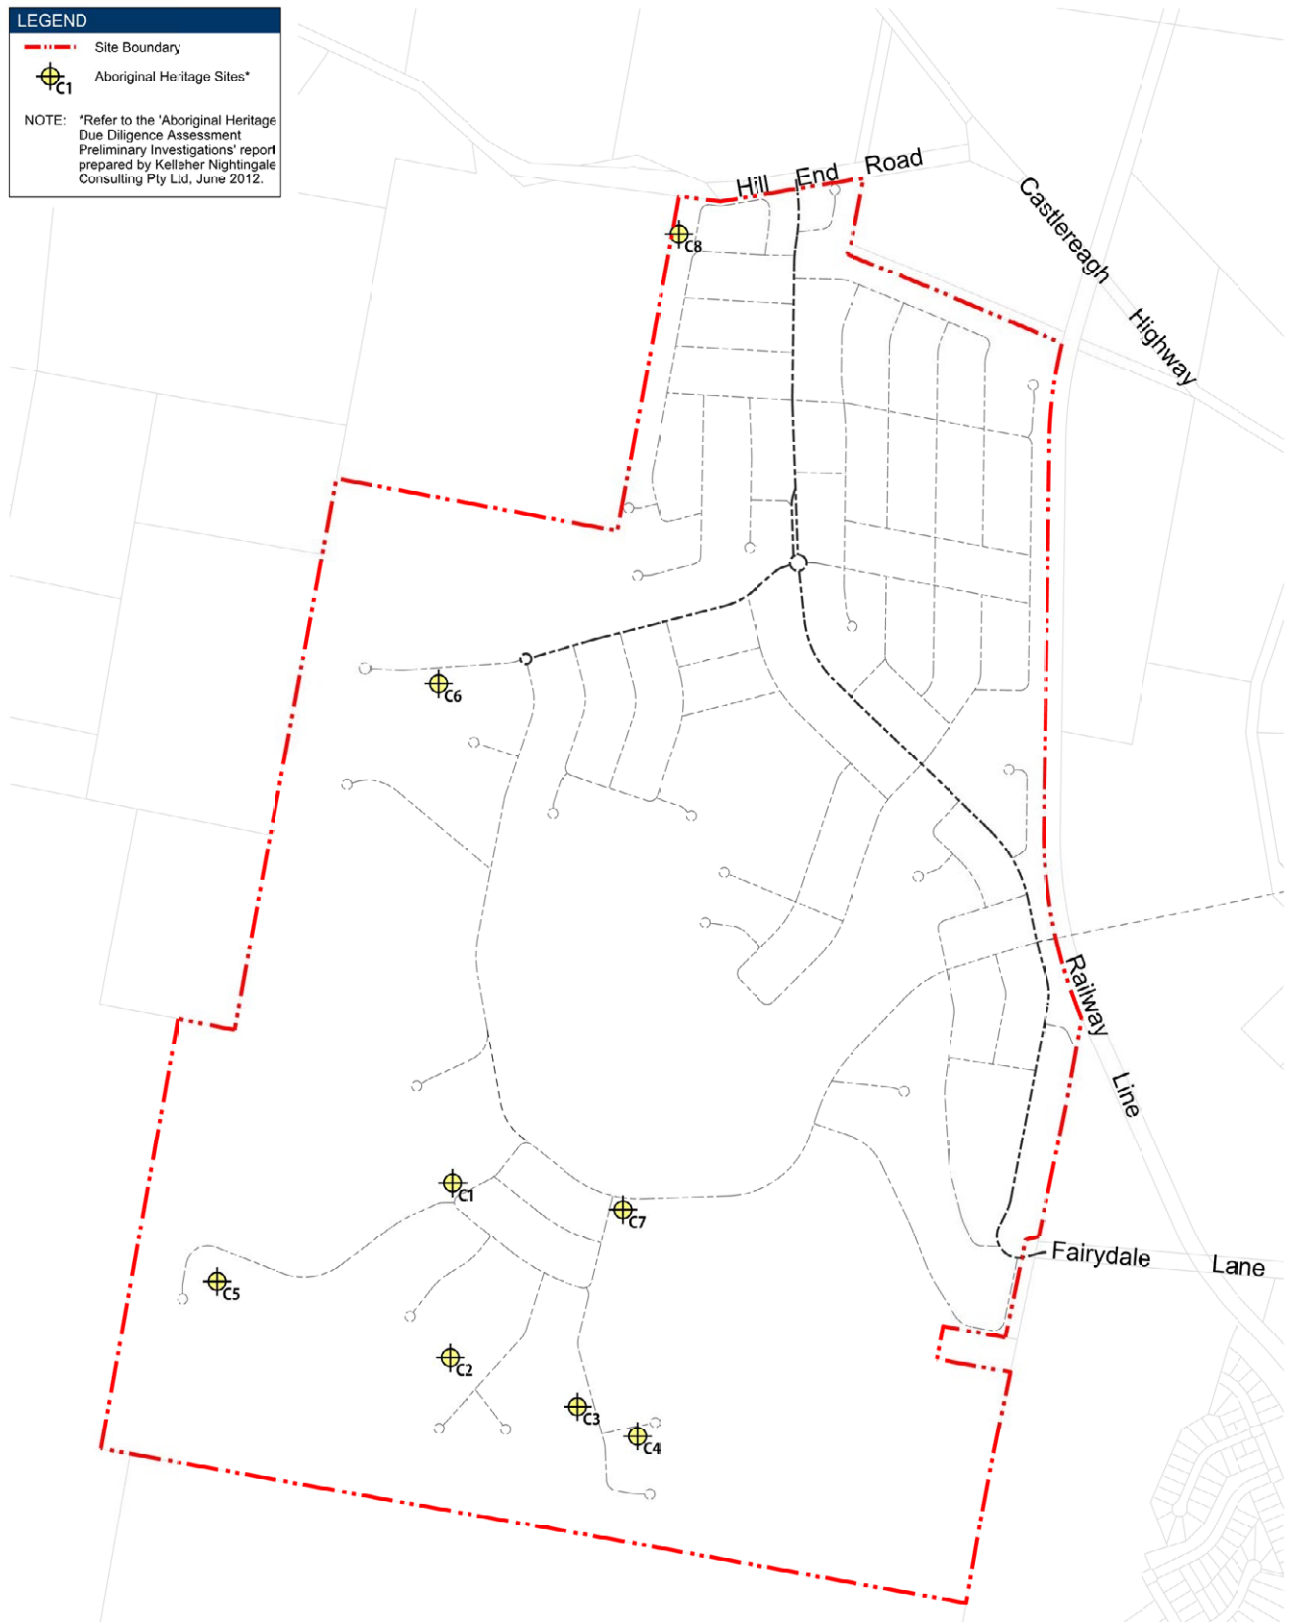 LEGEND
Site Boundary
C1
Aboriginal Heritage Sites*
NOTE: *Refer to the 'Aboriginal Heritage
Due Diligence Assessment
Preliminary Investigations' report
prepared by Kelleher Nightingale
Consulting Pty Ltd, June 2012.
Hill End Road
Castlereagh Highway
C8
C6
Railway Line
C1
C7
Fairydale Lane
C5
C2
C3
C4